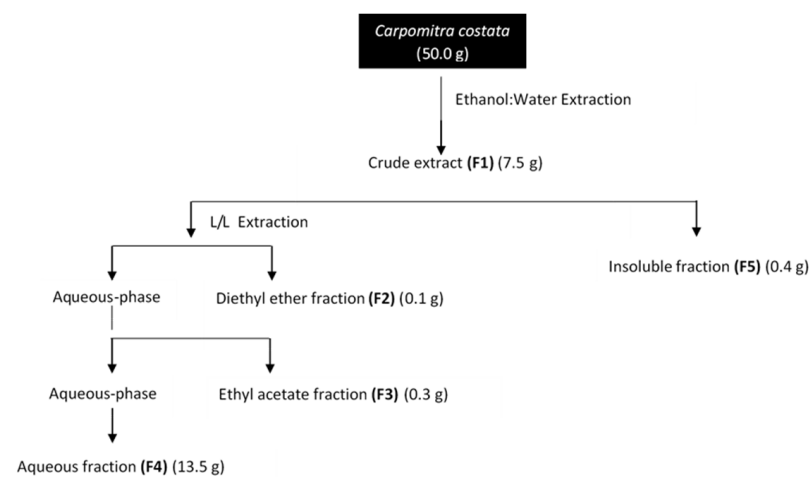 Carpomitra costata
(50.0 g)
Ethanol:Water Extraction
Crude extract (F1) (7.5 g)
L/L Extraction
Insoluble fraction (F5) (0.4 g)
Aqueous-phase
Diethyl ether fraction (F2) (0.1 g)
Aqueous-phase
Ethyl acetate fraction (F3) (0.3 g)
Aqueous fraction (F4) (13.5 g)